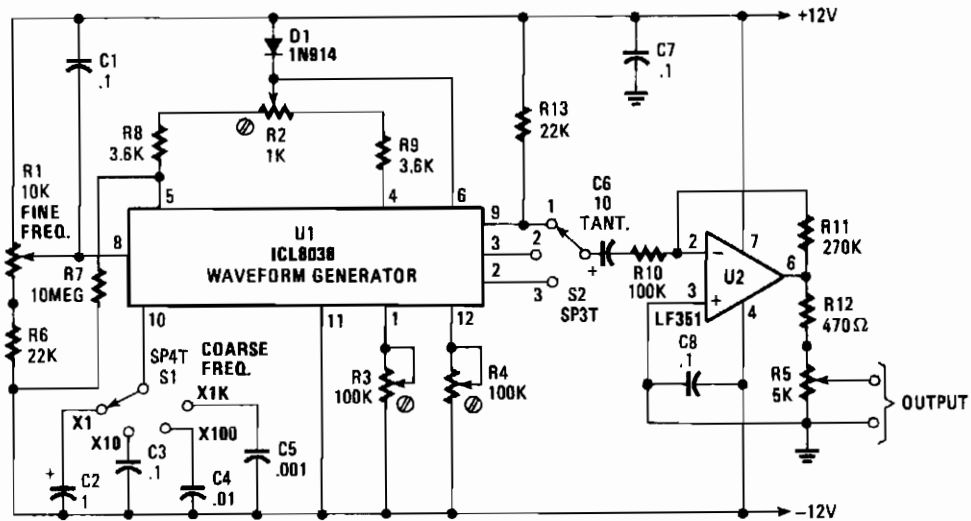 +12V
D1
1N914
C1
.1
C7
.1
R8
3.6K
R2
1K
R9
3.6K
R13
22K
R1
10K
FINE
FREQ.
5
4
6
9
1
C6
10
TANT.
R11
270K
8
U1
ICL8038
WAVEFORM GENERATOR
3
2
+
2
−
7
6
R7
10MEG
2
3
S2
SP3T
R10
100K
U2
3
+
LF351
4
R12
470Ω
10
11
1
12
R6
22K
SP4T
S1
COARSE
FREQ.
C8
.1
R3
100K
R4
100K
R5
5K
OUTPUT
X1
X10
X1K
X100
+
C2
1
C3
.1
C4
.01
C5
.001
−12V